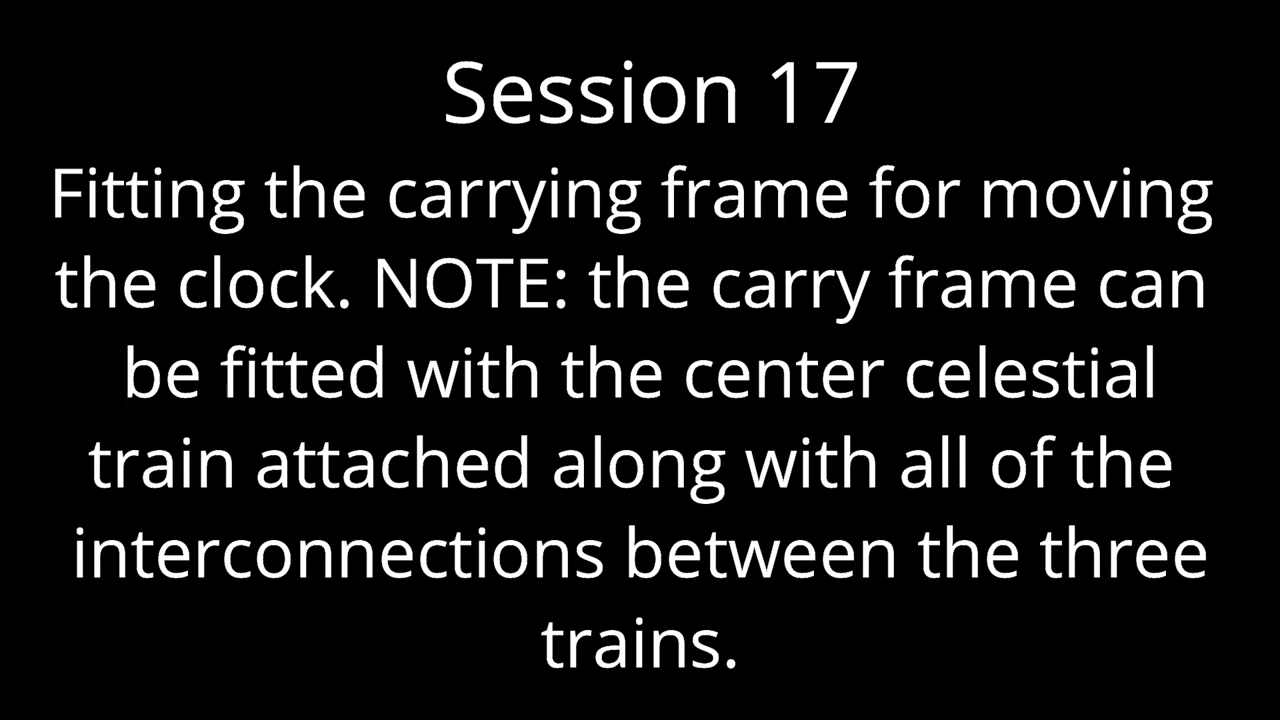 Session 17
Fitting the carrying frame for moving
the clock. NOTE: the carry frame can
be fitted with the center celestial
train attached along with all of the
interconnections between the three
trains.